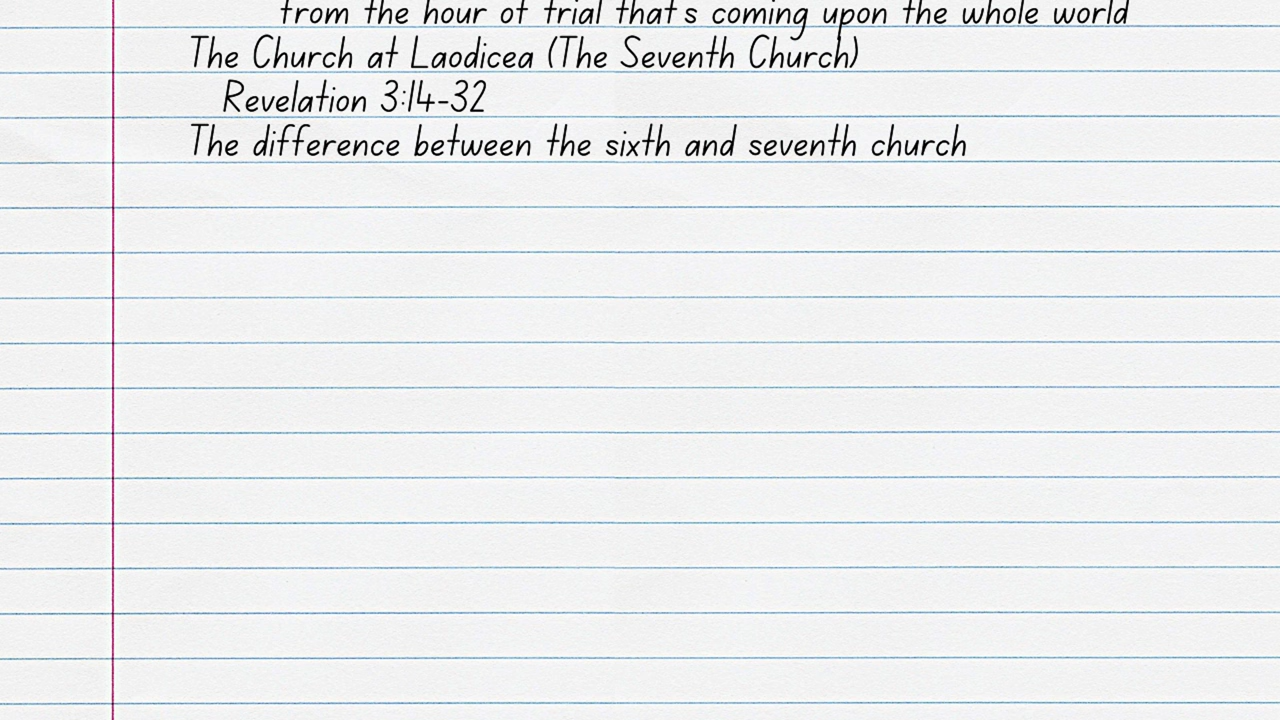 from the hour of trial that's coming upon the whole world
The Church at Laodicea (The Seventh Church)
Revelation 3:14-32
The difference between the sixth and seventh church